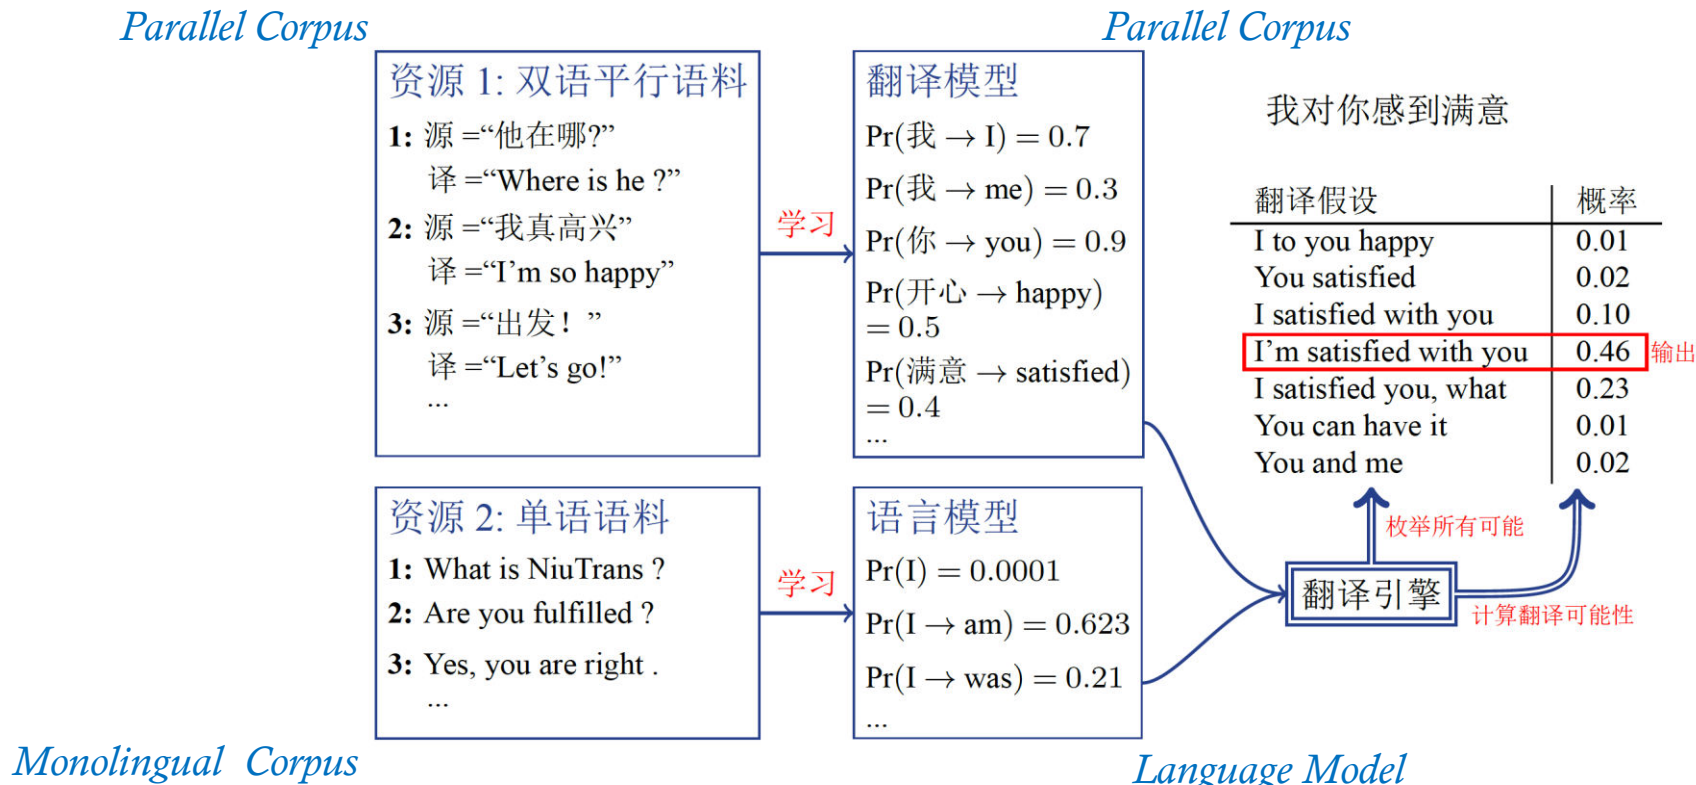 Parallel Corpus
Parallel Corpus
资源 1: 双语平行语料
1: 源 =“他在哪?”
译 =“Where is he ?”
2: 源 =“我真高兴”
译 =“I’m so happy”
3: 源 =“出发！”
译 =“Let’s go!”
...
学习
翻译模型
Pr(我 → I) = 0.7
Pr(我 → me) = 0.3
Pr(你 → you) = 0.9
Pr(开心 → happy)
= 0.5
Pr(满意 → satisfied)
= 0.4
...
我对你感到满意
翻译假设 概率
I to you happy 0.01
You satisfied 0.02
I satisfied with you 0.10
I’m satisfied with you 0.46 输出
I satisfied you, what 0.23
You can have it 0.01
You and me 0.02
资源 2: 单语语料
1: What is NiuTrans ?
2: Are you fulfilled ?
3: Yes, you are right .
...
学习
语言模型
Pr(I) = 0.0001
Pr(I → am) = 0.623
Pr(I → was) = 0.21
...
枚举所有可能
翻译引擎
计算翻译可能性
Monolingual Corpus
Language Model